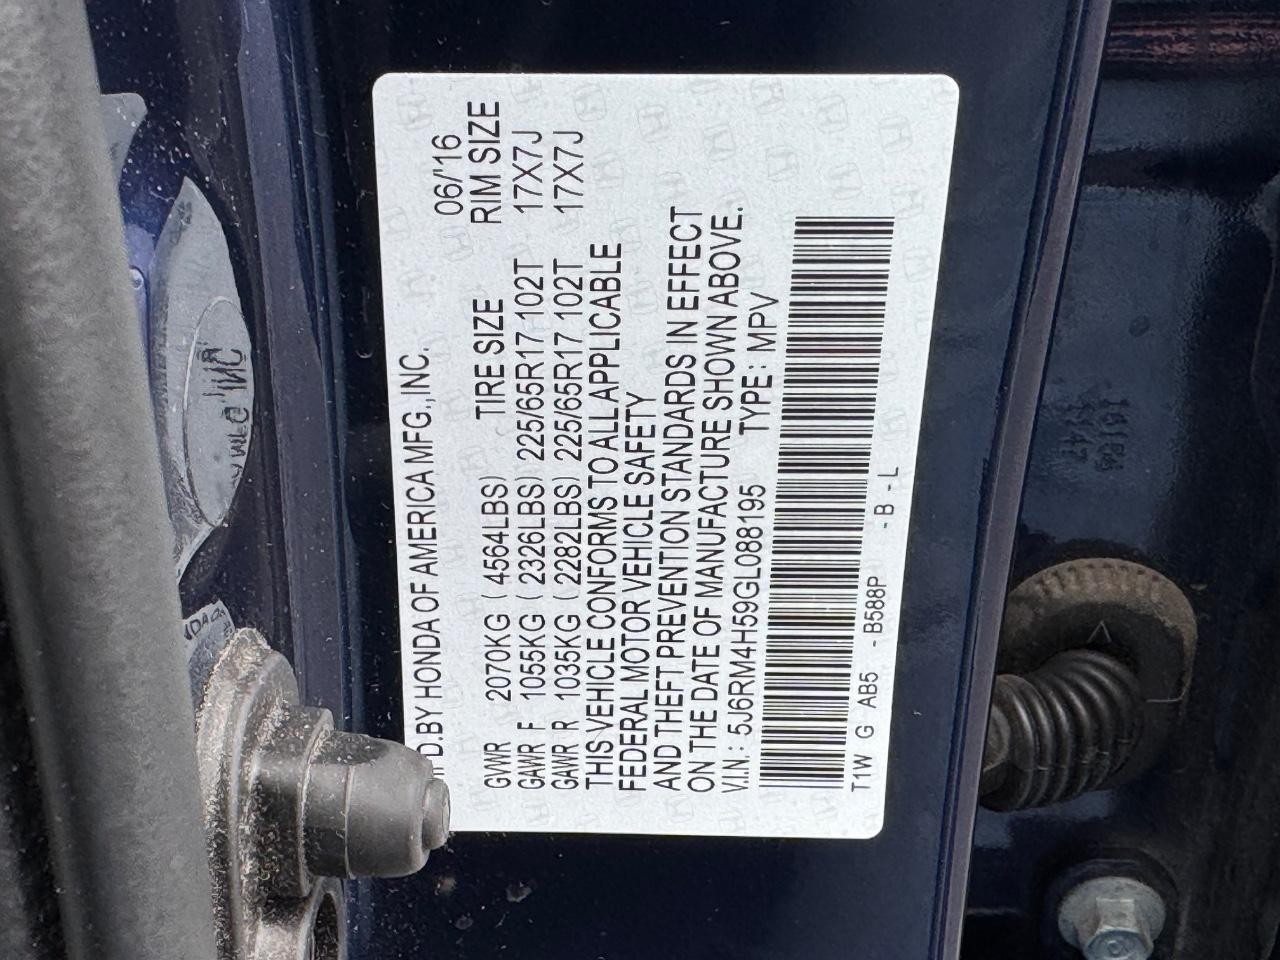 FD.BY HONDA OF AMERICA MFG.,INC. 06/'16
GVWR 2070KG ( 4564LBS) TIRE SIZE RIM SIZE
GAWR F 1055KG ( 2326LBS) 225/65R17 102T 17X7J
GAWR R 1035KG ( 2282LBS) 225/65R17 102T 17X7J
THIS VEHICLE CONFORMS TO ALL APPLICABLE
FEDERAL MOTOR VEHICLE SAFETY
AND THEFT PREVENTION STANDARDS IN EFFECT
ON THE DATE OF MANUFACTURE SHOWN ABOVE.
V.I.N.: 5J6RM4H59GL088195 TYPE: MPV
T1W G AB5 -B588P -B-L